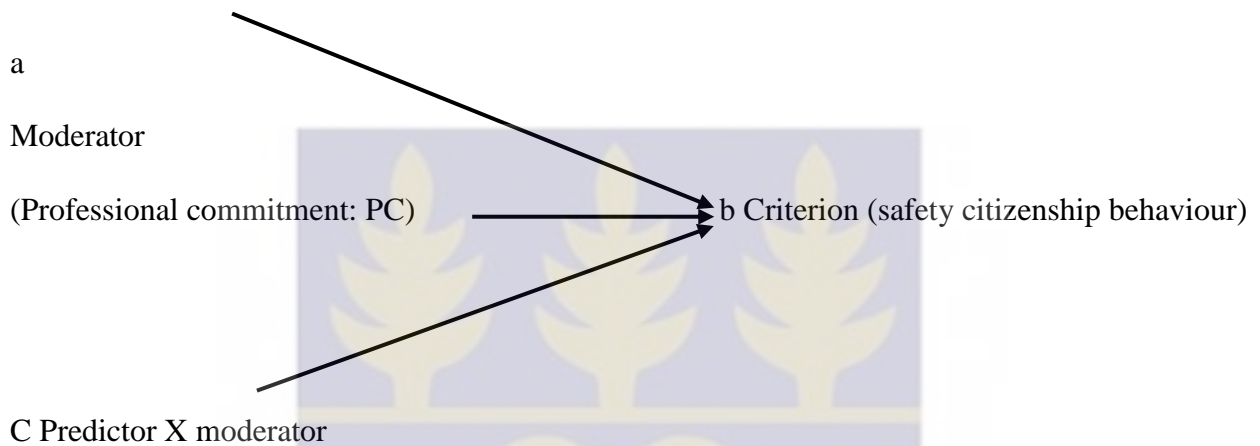 a
Moderator
(Professional commitment: PC) b Criterion (safety citizenship behaviour)
C Predictor X moderator